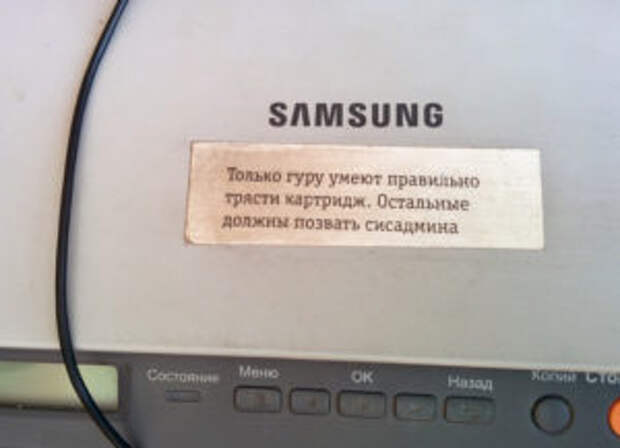 SAMSUNG
Только гуру умеют правильно
трясти картридж. Остальные
должны позвать сисадмина
Состояние Меню OK Назад Копии